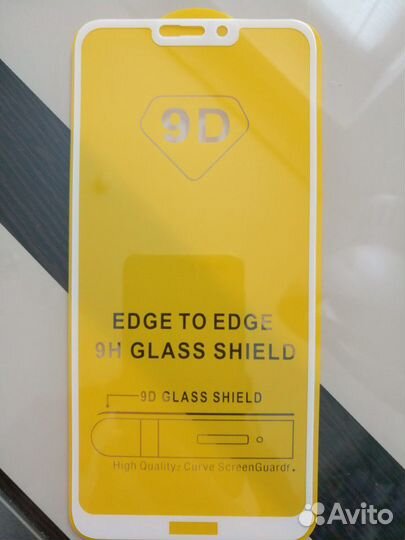 9D
EDGE TO EDGE
9H GLASS SHIELD
9D GLASS SHIELD
High Quality: Curve ScreenGuard.
Avito